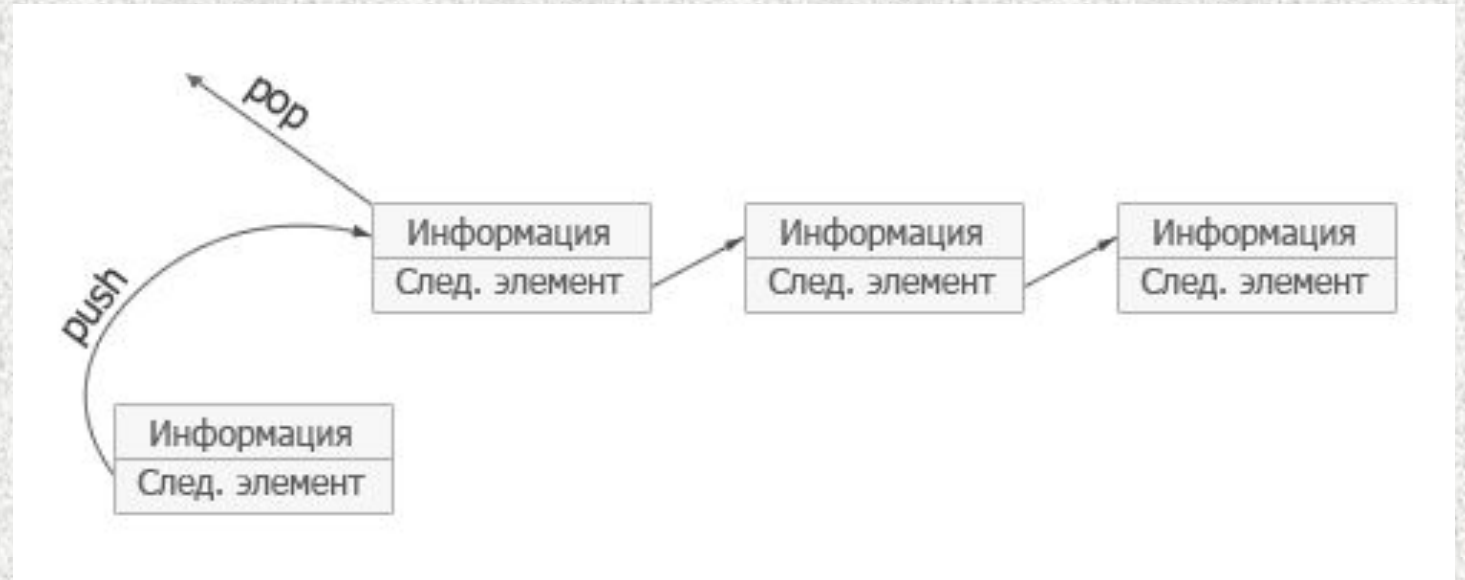 pop
push
Информация
След. элемент
Информация
След. элемент
Информация
След. элемент
Информация
След. элемент